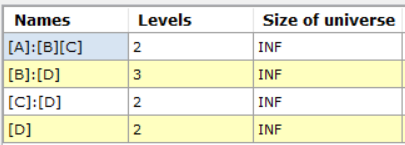 Names Levels Size of universe
[A]:[B][C] 2 INF
[B]:[D] 3 INF
[C]:[D] 2 INF
[D] 2 INF